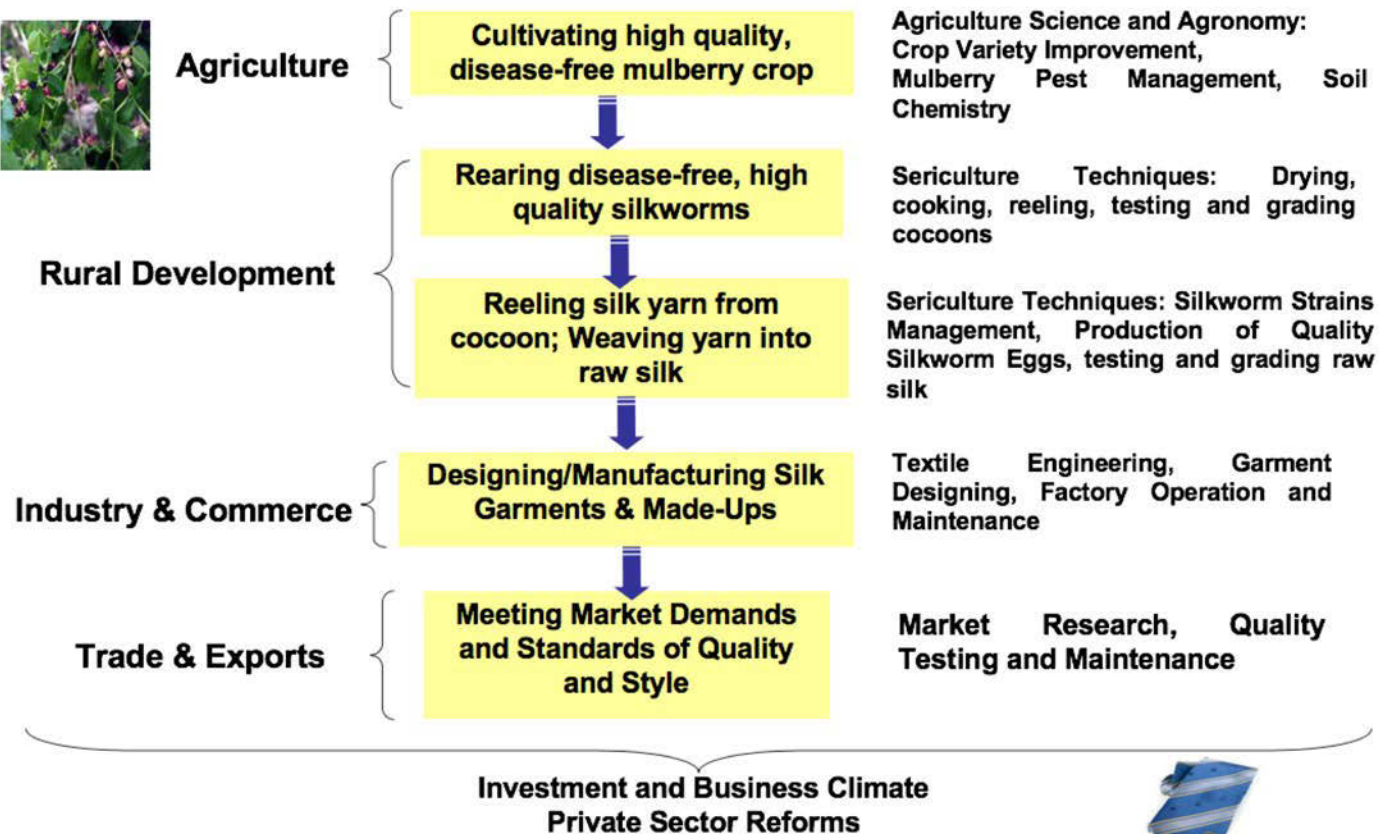 Agriculture
Cultivating high quality,
disease-free mulberry crop
Agriculture Science and Agronomy:
Crop Variety Improvement,
Mulberry Pest Management, Soil
Chemistry
Rural Development
Rearing disease-free, high
quality silkworms
Sericulture Techniques: Drying,
cooking, reeling, testing and grading
cocoons
Reeling silk yarn from
cocoon; Weaving yarn into
raw silk
Sericulture Techniques: Silkworm Strains
Management, Production of Quality
Silkworm Eggs, testing and grading raw
silk
Industry & Commerce
Designing/Manufacturing Silk
Garments & Made-Ups
Textile Engineering, Garment
Designing, Factory Operation and
Maintenance
Trade & Exports
Meeting Market Demands
and Standards of Quality
and Style
Market Research, Quality
Testing and Maintenance
Investment and Business Climate
Private Sector Reforms